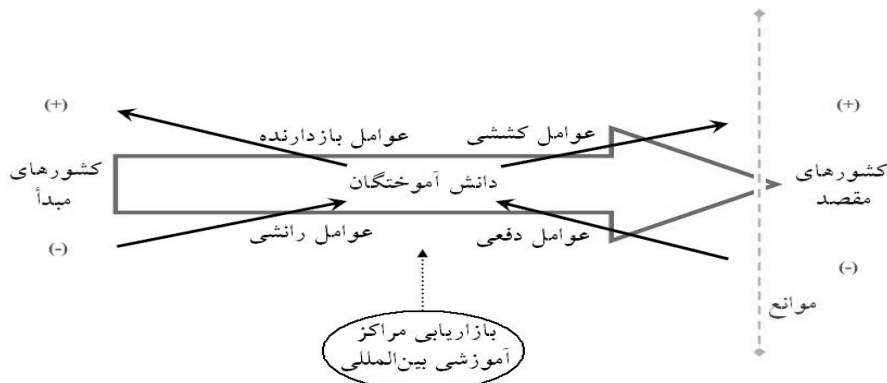 (+)
(+)
عوامل کششی
عوامل بازدارنده
کشورهای
مبدأ
دانش آموختگان
کشورهای
مقصد
عوامل دفعی
عوامل رانشی
(-)
(-)
موانع
بازاریابی مراکز
آموزشی بین‌المللی